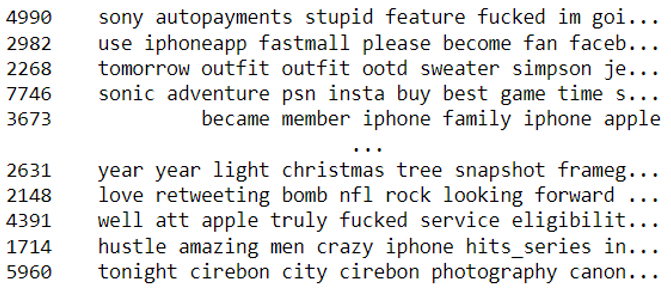 4990 sony autopayments stupid feature fucked im goi...
2982 use iphoneapp fastmall please become fan faceb...
2268 tomorrow outfit outfit ootd sweater simpson je...
7746 sonic adventure psn insta buy best game time s...
3673 became member iphone family iphone apple
...
2631 year year light christmas tree snapshot frameg...
2148 love retweeting bomb nfl rock looking forward ...
4391 well att apple truly fucked service eligibilit...
1714 hustle amazing men crazy iphone hits_series in...
5960 tonight cirebon city cirebon photography canon...